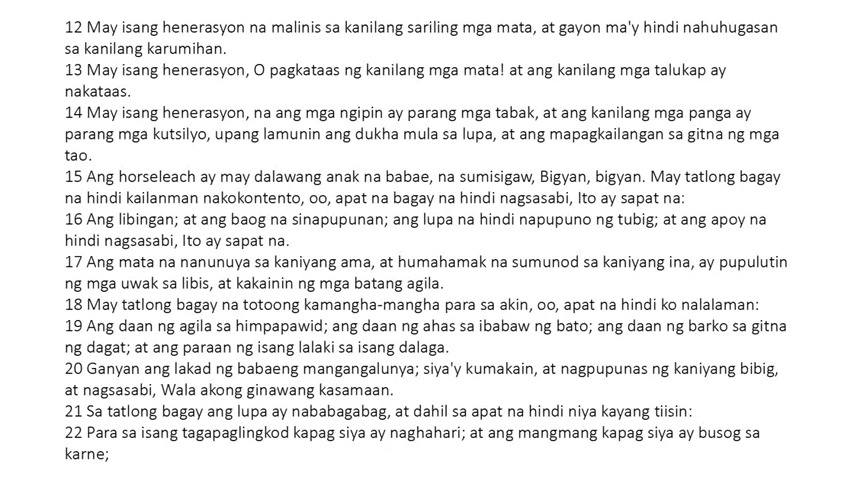 12 May isang henerasyon na malinis sa kanilang sariling mga mata, at gayon ma'y hindi nahuhugasan
sa kanilang karumihan.
13 May isang henerasyon, O pagkataas ng kanilang mga mata! at ang kanilang mga talukap ay
nakataas.
14 May isang henerasyon, na ang mga ngipin ay parang mga tabak, at ang kanilang mga panga ay
parang mga kutsilyo, upang lamunin ang dukha mula sa lupa, at ang mapagkailangan sa gitna ng mga
tao.
15 Ang horseleach ay may dalawang anak na babae, na sumisigaw, Bigyan, bigyan. May tatlong bagay
na hindi kailanman nakokontento, oo, apat na bagay na hindi nagsasabi, Ito ay sapat na:
16 Ang libingan; at ang baog na sinapupunan; ang lupa na hindi napupuno ng tubig; at ang apoy na
hindi nagsasabi, Ito ay sapat na.
17 Ang mata na nanunuya sa kaniyang ama, at humahamak na sumunod sa kaniyang ina, ay pupulutin
ng mga uwak sa libis, at kakainin ng mga batang agila.
18 May tatlong bagay na totoong kamangha-mangha para sa akin, oo, apat na hindi ko nalalaman:
19 Ang daan ng agila sa himpapawid; ang daan ng ahas sa ibabaw ng bato; ang daan ng barko sa gitna
ng dagat; at ang paraan ng isang lalaki sa isang dalaga.
20 Ganyan ang lakad ng babaeng mangangalunya; siya'y kumakain, at nagpupunas ng kaniyang bibig,
at nagsasabi, Wala akong ginawang kasamaan.
21 Sa tatlong bagay ang lupa ay nababagabag, at dahil sa apat na hindi niya kayang tiisin:
22 Para sa isang tagapaglingkod kapag siya ay naghahari; at ang mangmang kapag siya ay busog sa
karne;